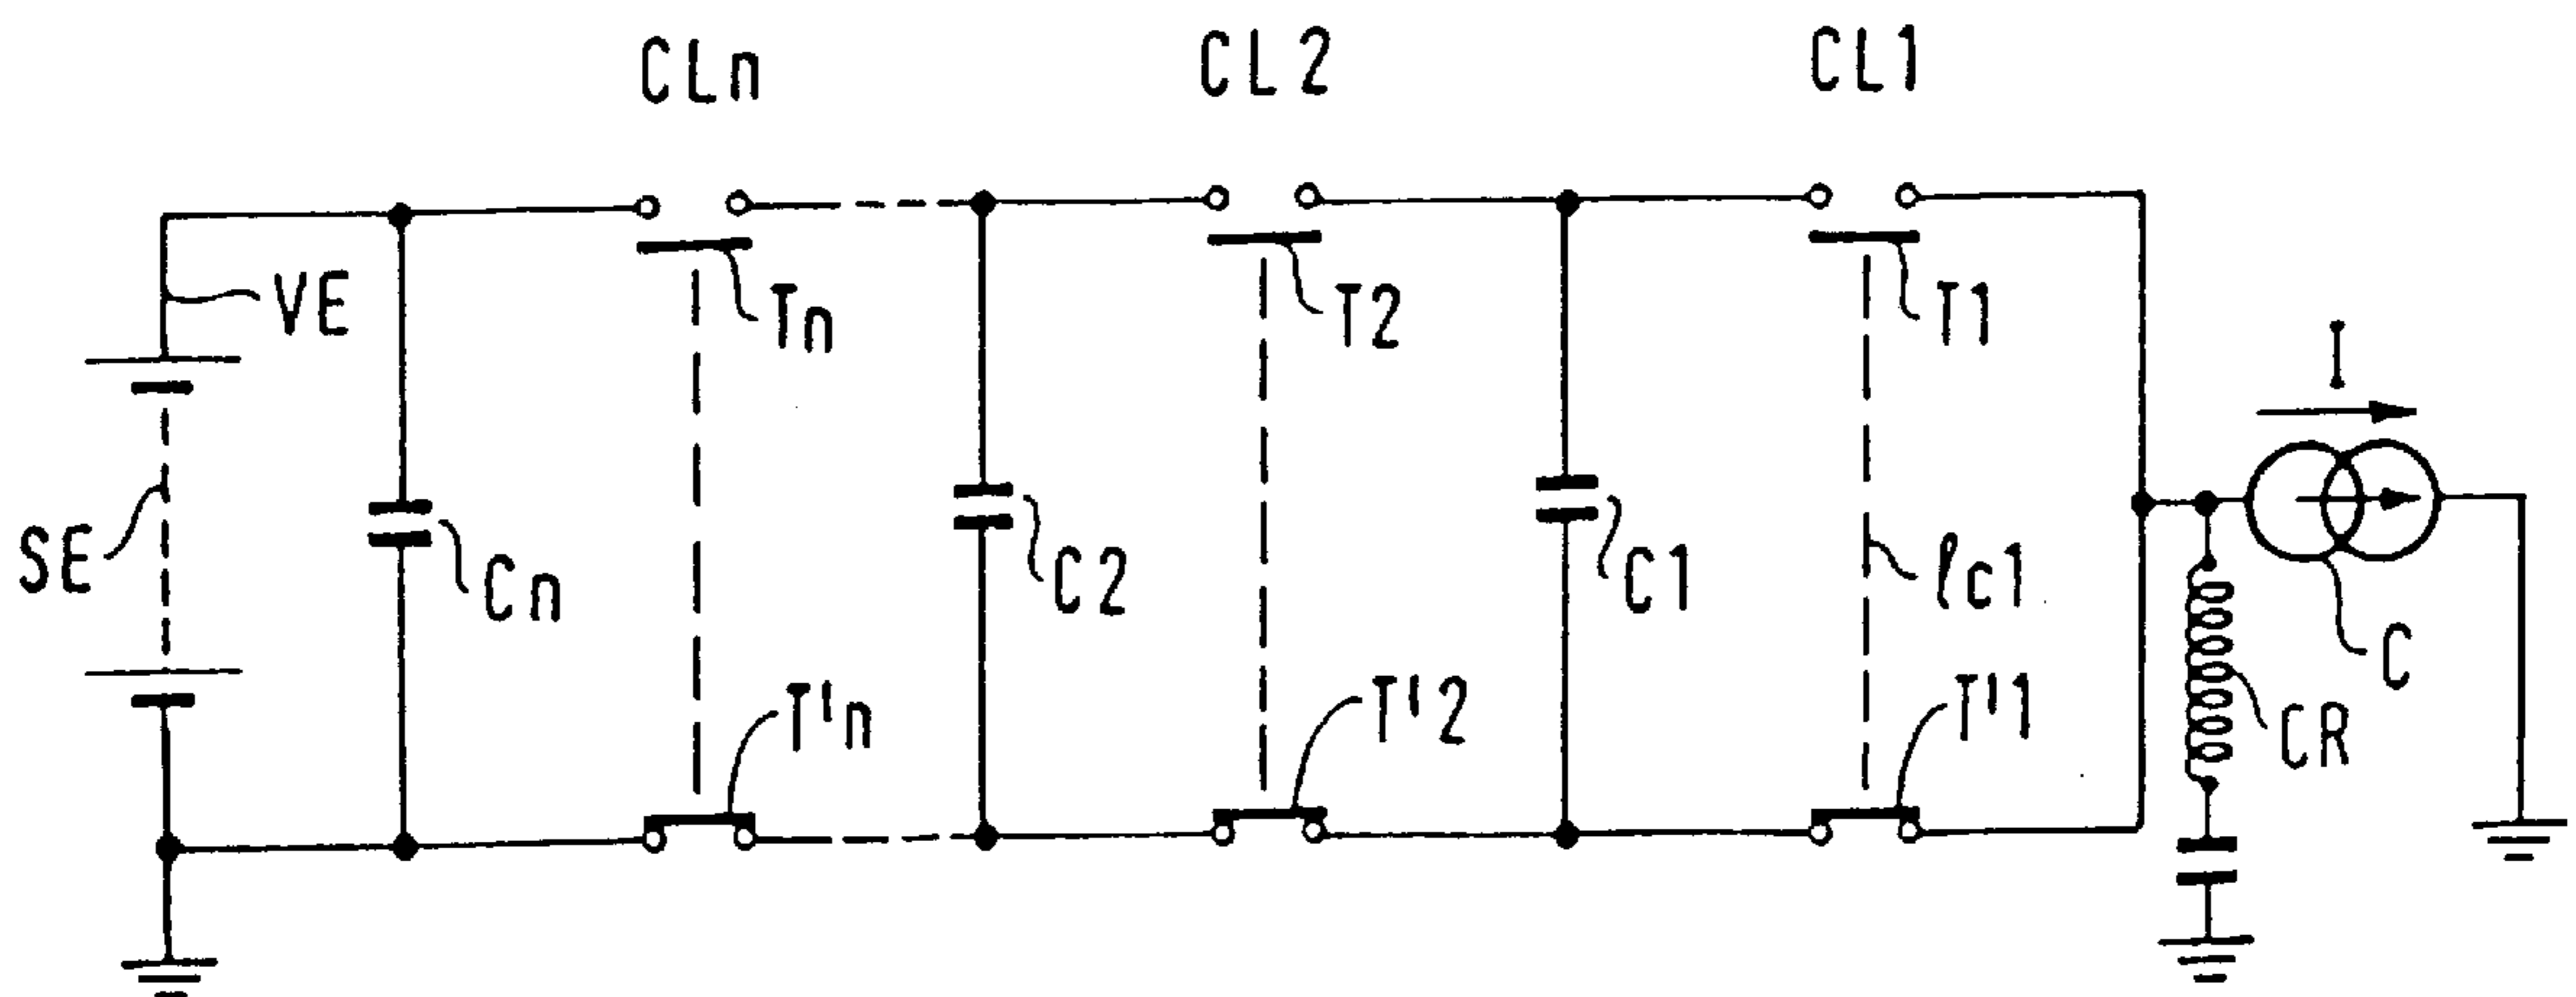 CLn CL2 CL1
VE Tn T2 T1 I
SE Cn C2 C1 ℓc1 C
T'n T'2 T'1 CR